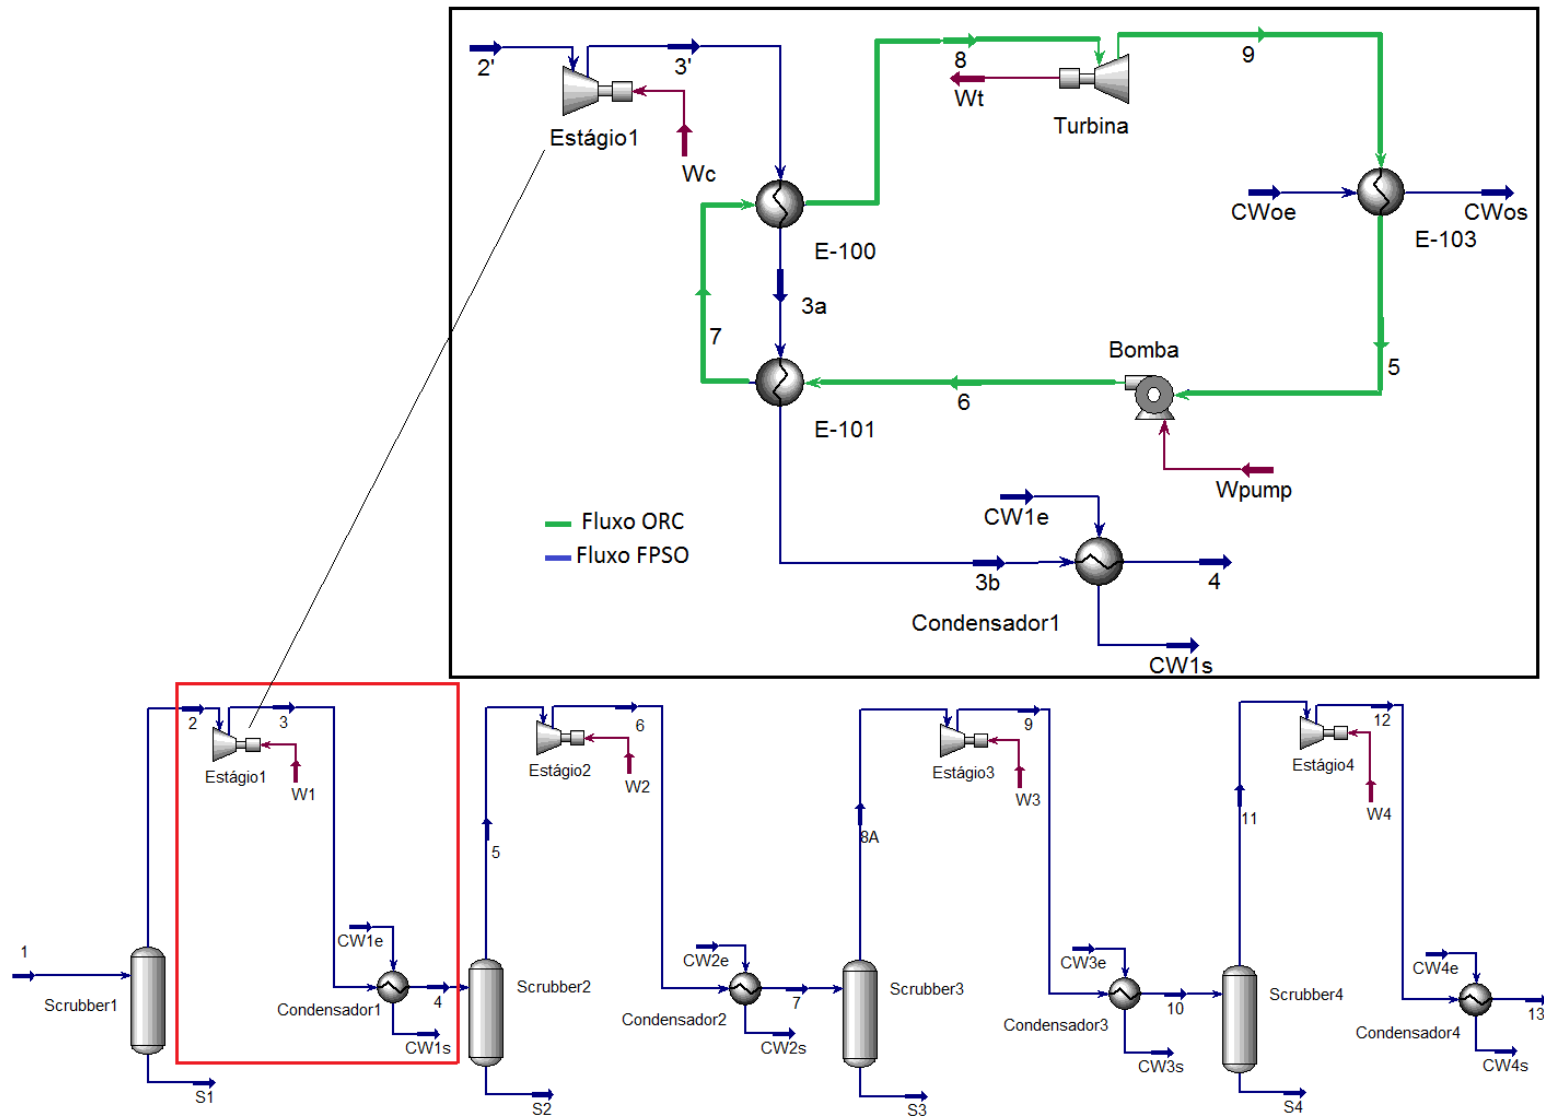 2'
3'
8
9
Wt
Turbina
Estágio1
Wc
CWoe
CWos
E-103
E-100
3a
7
Bomba
5
6
E-101
Wpump
CW1e
Fluxo ORC
Fluxo FPSO
3b
4
Condensador1
CW1s
2
3
Estágio1
W1
6
Estágio2
W2
9
Estágio3
W3
12
Estágio4
W4
5
8A
11
1
Scrubber1
S1
CW1e
Condensador1
4
CW1s
Scrubber2
S2
CW2e
Condensador2
7
CW2s
Scrubber3
S3
CW3e
Condensador3
10
CW3s
Scrubber4
S4
CW4e
Condensador4
13
CW4s